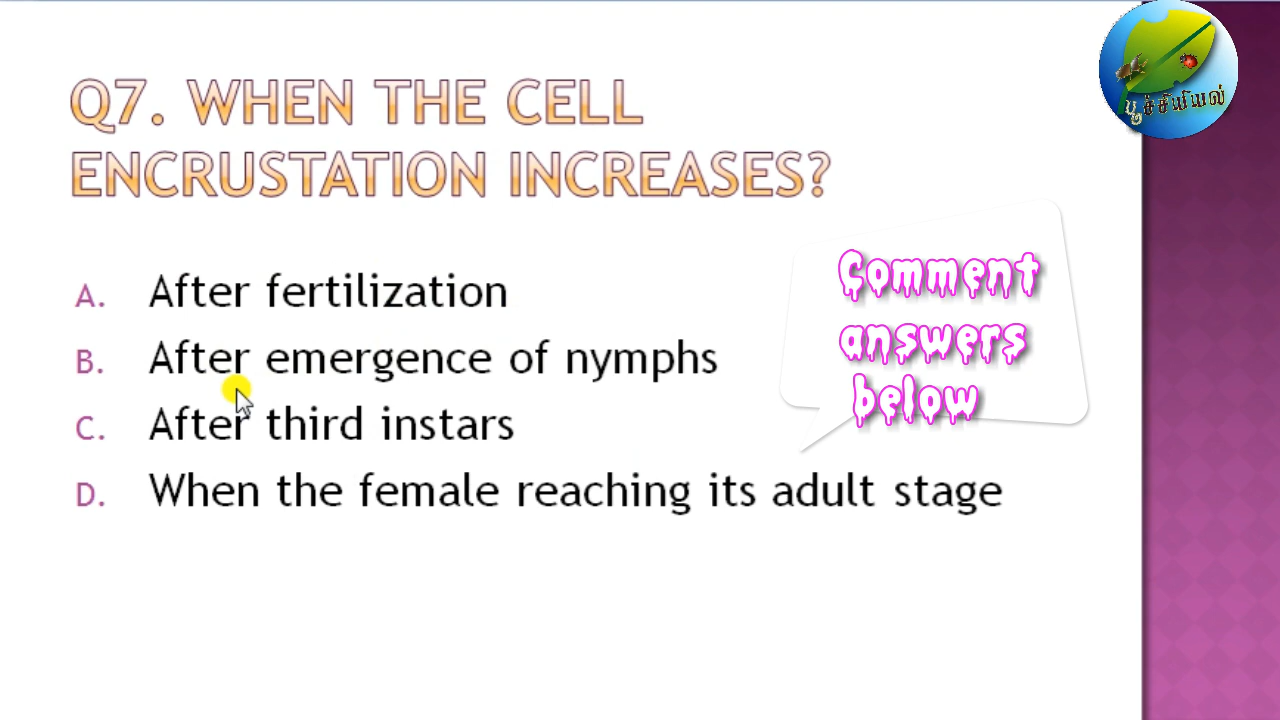 Q7. WHEN THE CELL
ENCRUSTATION INCREASES?
A. After fertilization
B. After emergence of nymphs
C. After third instars
D. When the female reaching its adult stage
Comment
answers
below
பூச்சியியல்